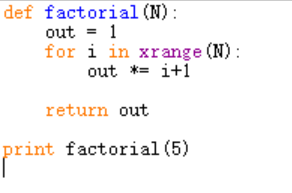 def factorial(N):
    out = 1
    for i in xrange(N):
        out *= i+1

    return out

print factorial(5)